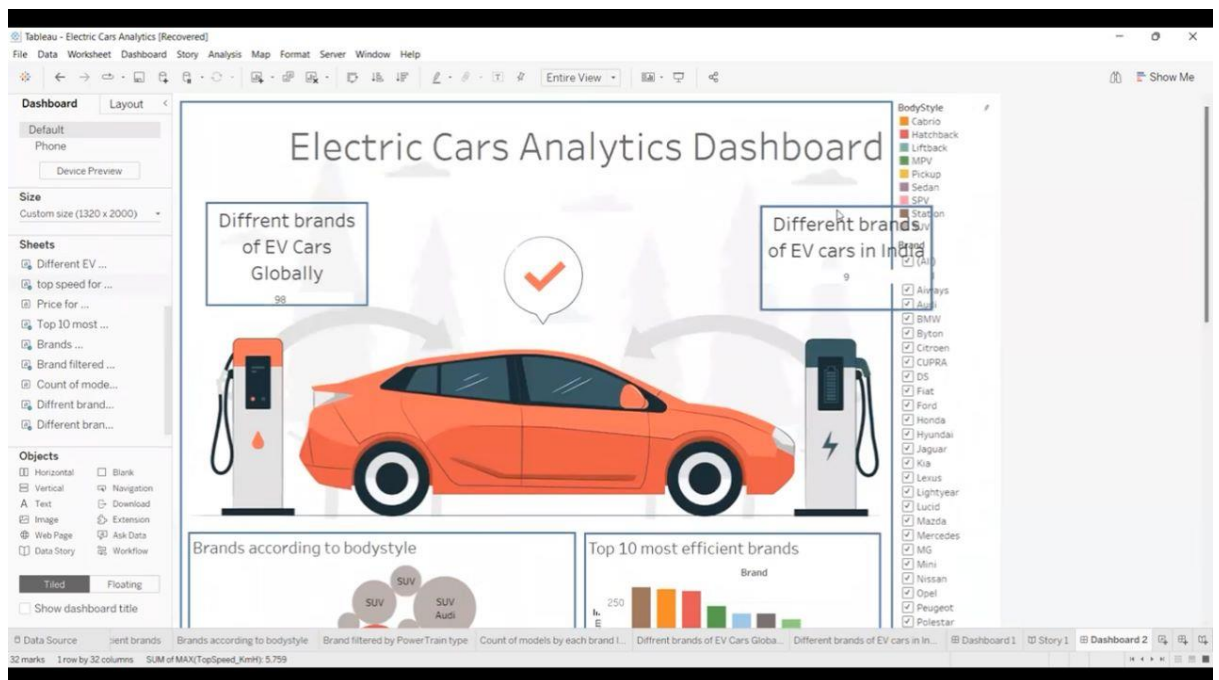 Tableau - Electric Cars Analytics [Recovered]
File Data Worksheet Dashboard Story Analysis Map Format Server Window Help
Entire View
Show Me
Dashboard Layout
Default
Phone
Device Preview
Size
Custom size (1320 x 2000)
Sheets
Different EV ...
top speed for ...
Price for ...
Top 10 most ...
Brands ...
Brand filtered ...
Count of mode...
Diffrent brand...
Different bran...
Objects
Horizontal Blank
Vertical Navigation
Text Download
Image Extension
Web Page Ask Data
Data Story Workflow
Tiled Floating
Show dashboard title
Electric Cars Analytics Dashboard
Diffrent brands
of EV Cars
Globally
98
Different brands
of EV cars in India
9
Brands according to bodystyle
SUV
SUV
SUV
Audi
Top 10 most efficient brands
Brand
250
BodyStyle
Cabrio
Hatchback
Liftback
MPV
Pickup
Sedan
SPV
Station
SUV
Brand
(All)
Aiways
Audi
BMW
Byton
Citroen
CUPRA
DS
Fiat
Ford
Honda
Hyundai
Jaguar
Kia
Lexus
Lightyear
Lucid
Mazda
Mercedes
MG
Mini
Nissan
Opel
Peugeot
Polestar
Data Source cient brands Brands according to bodystyle Brand filtered by PowerTrain type Count of models by each brand I... Diffrent brands of EV Cars Globa... Different brands of EV cars in In... Dashboard 1 Story 1 Dashboard 2
32 marks 1 row by 32 columns SUM of MAX(TopSpeed_KmH): 5.759